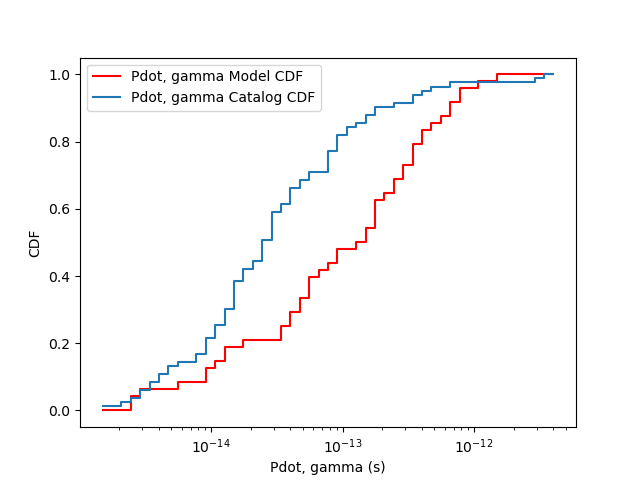 Pdot, gamma Model CDF
Pdot, gamma Catalog CDF
1.0
0.8
0.6
0.4
0.2
0.0
CDF
10⁻¹⁴
10⁻¹³
10⁻¹²
Pdot, gamma (s)